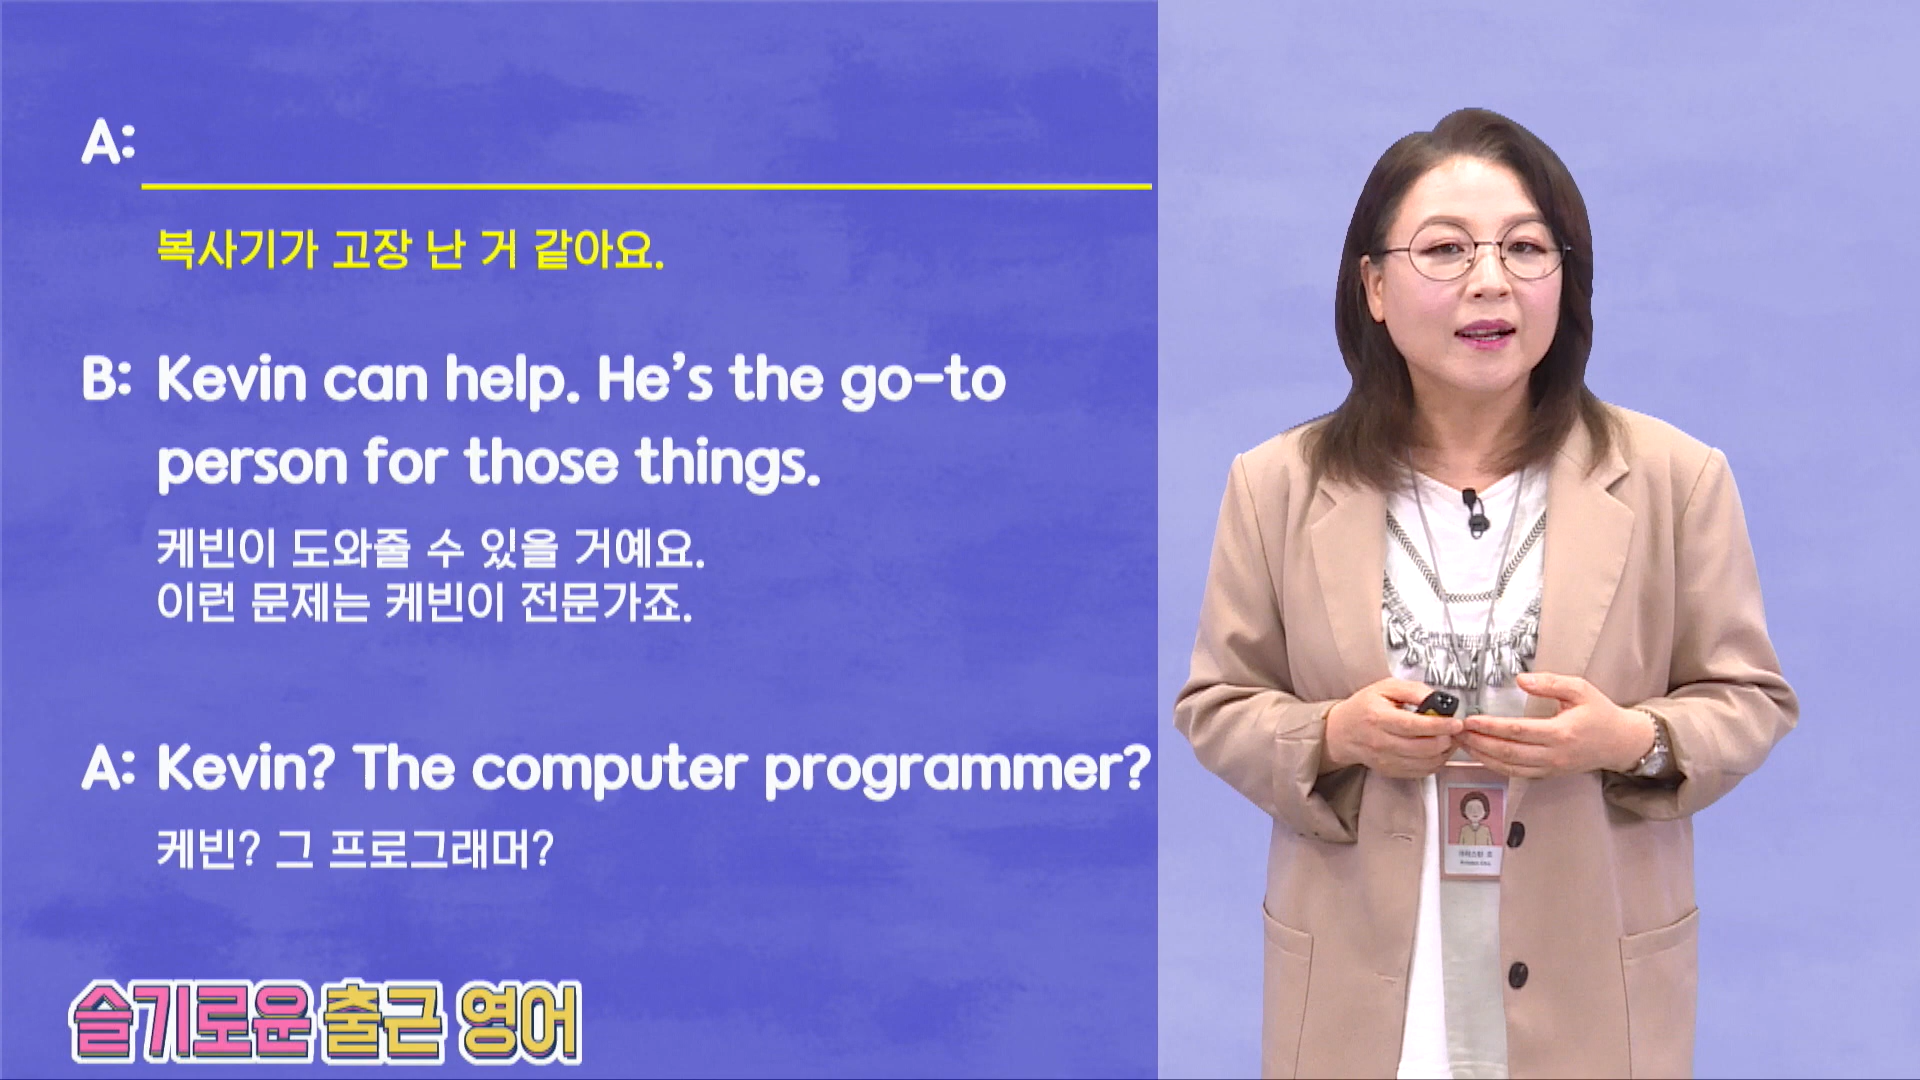 A:
복사기가 고장 난 거 같아요.
B: Kevin can help. He's the go-to
person for those things.
케빈이 도와줄 수 있을 거예요.
이런 문제는 케빈이 전문가죠.
A: Kevin? The computer programmer?
케빈? 그 프로그래머?
슬기로운 출근 영어